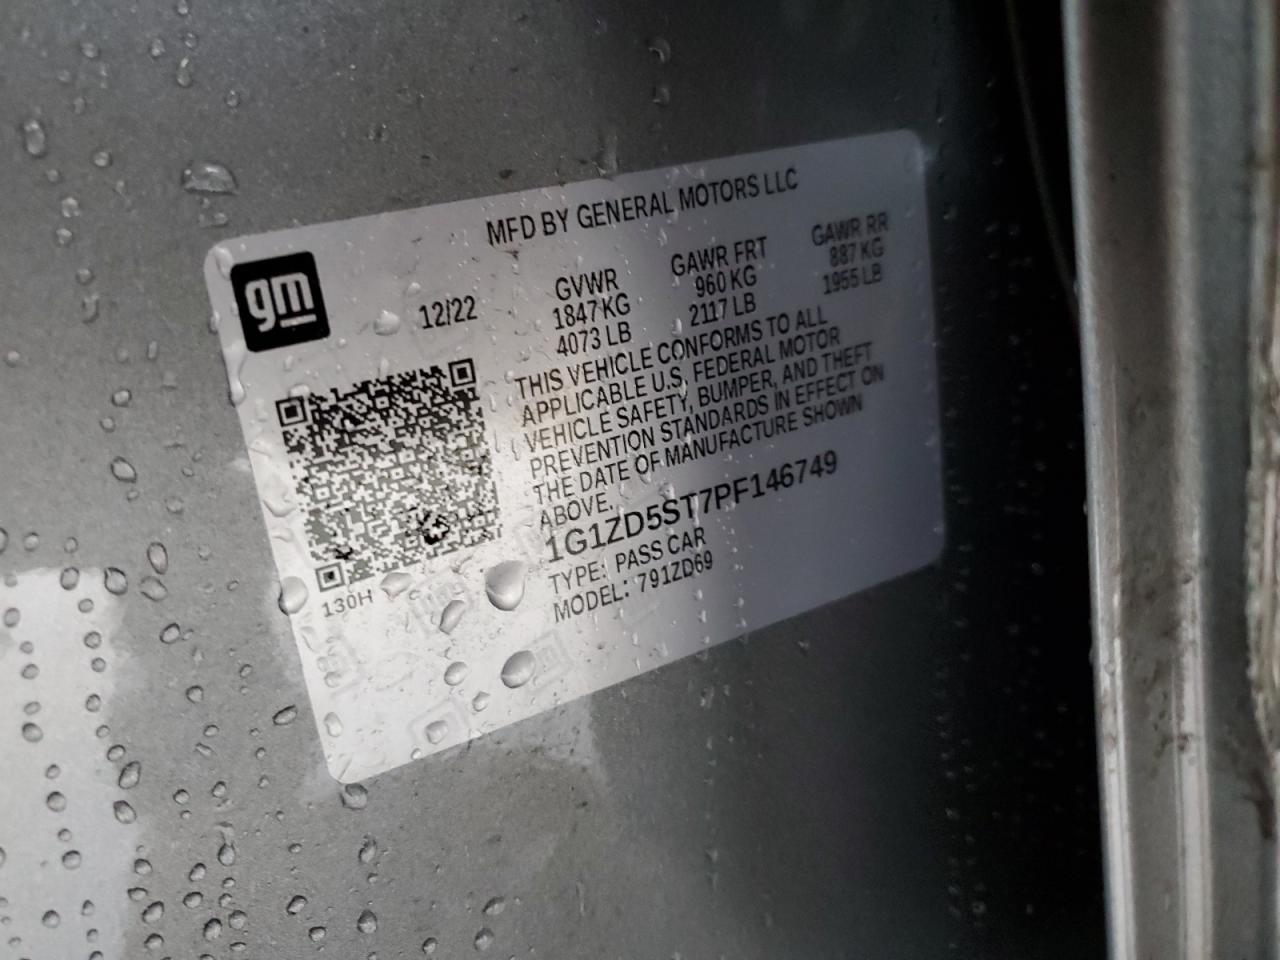 MFD BY GENERAL MOTORS LLC
gm
12/22
GVWR GAWR FRT GAWR RR
1847 KG 960 KG 887 KG
4073 LB 2117 LB 1955 LB
THIS VEHICLE CONFORMS TO ALL
APPLICABLE U.S. FEDERAL MOTOR
VEHICLE SAFETY, BUMPER, AND THEFT
PREVENTION STANDARDS IN EFFECT ON
THE DATE OF MANUFACTURE SHOWN
ABOVE.
1G1ZD5ST7PF146749
TYPE: PASS CAR
MODEL: 791ZD69
130H